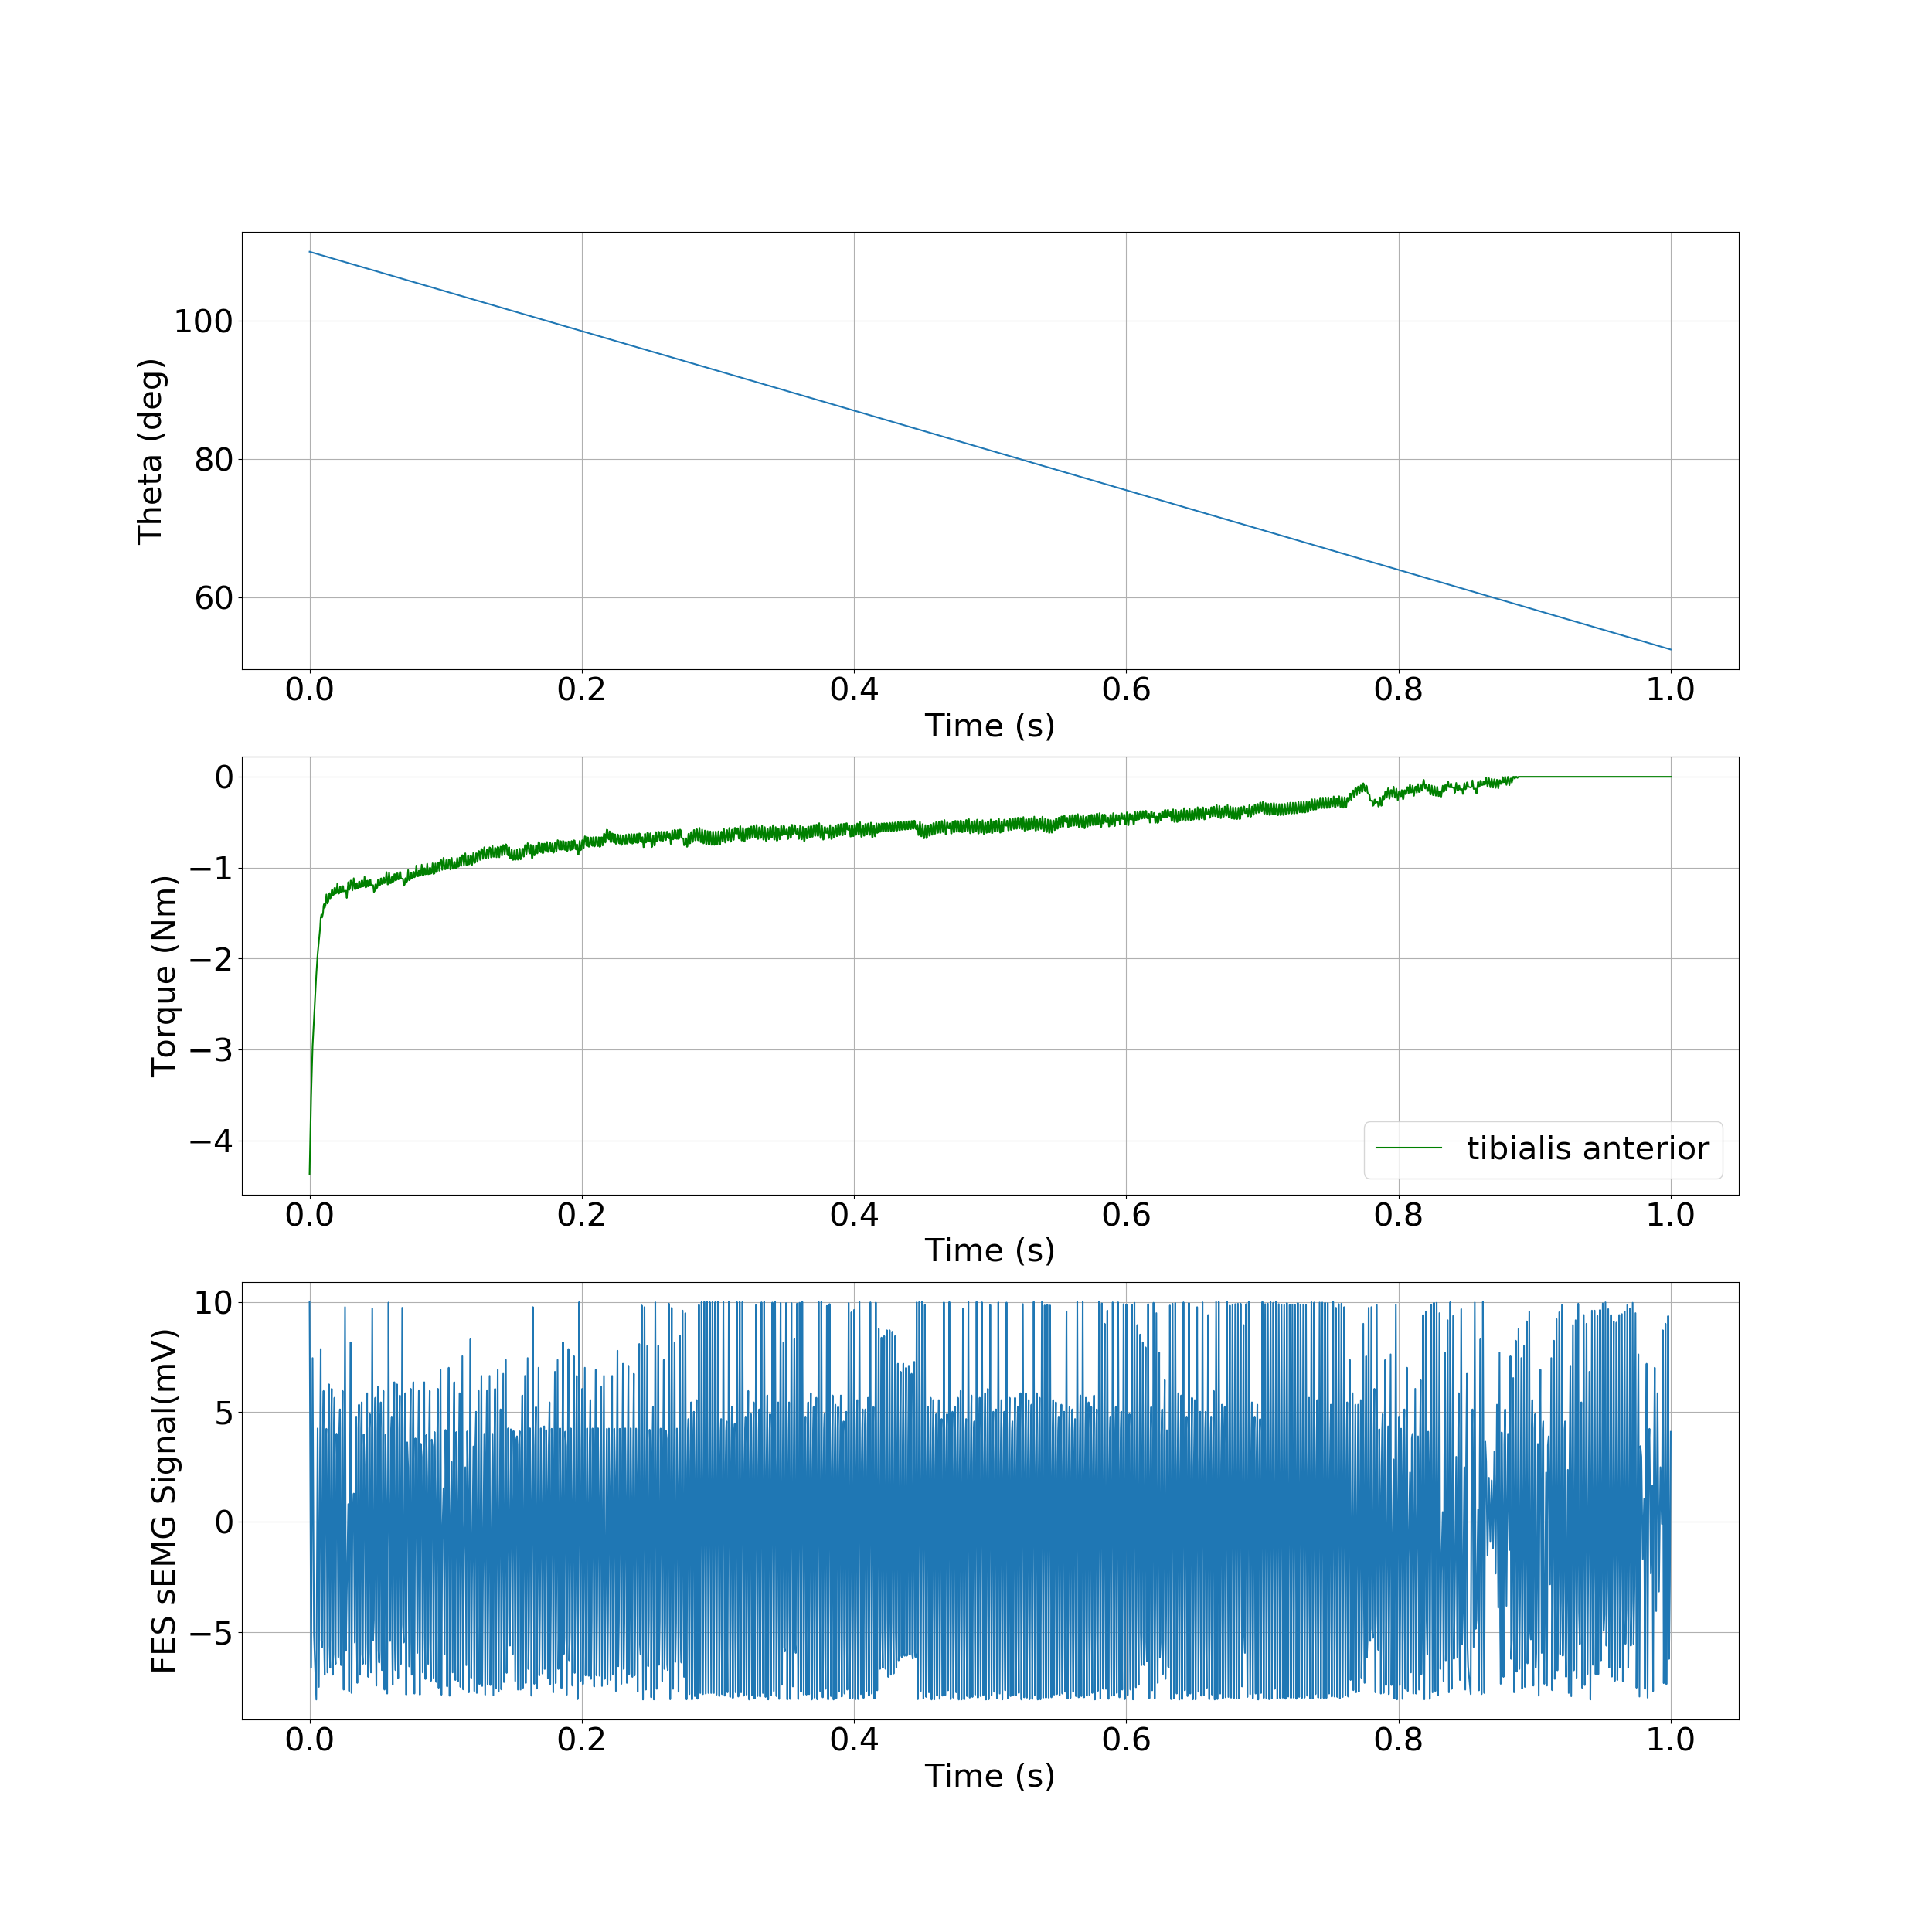 100
80
60
Theta (deg)
0.0 0.2 0.4 0.6 0.8 1.0
Time (s)
0
−1
−2
−3
−4
Torque (Nm)
tibialis anterior
0.0 0.2 0.4 0.6 0.8 1.0
Time (s)
10
5
0
−5
FES sEMG Signal(mV)
0.0 0.2 0.4 0.6 0.8 1.0
Time (s)